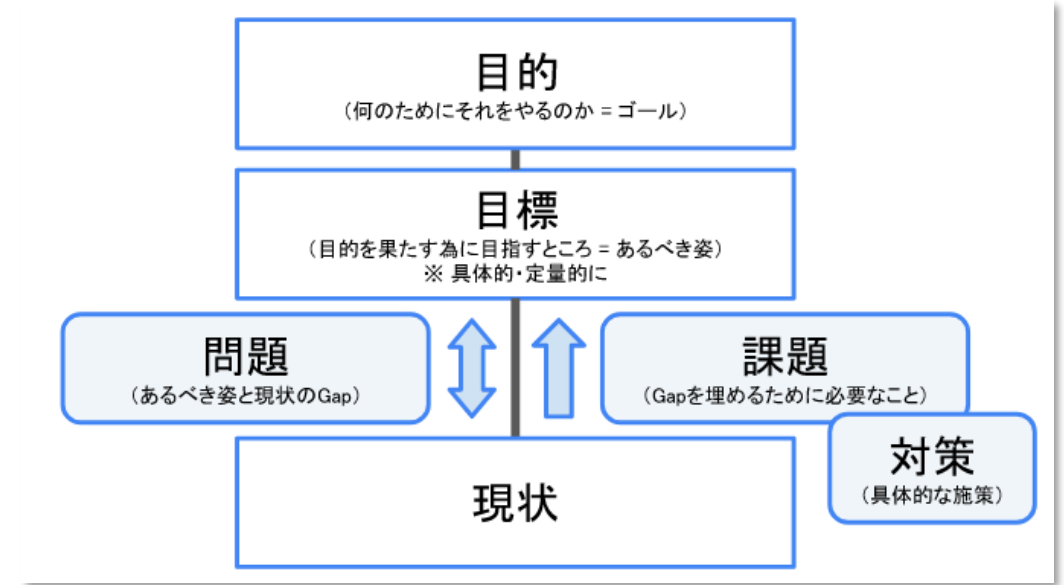 目的
（何のためにそれをやるのか = ゴール）
目標
（目的を果たす為に目指すところ = あるべき姿）
※ 具体的・定量的に
問題
（あるべき姿と現状のGap）
課題
（Gapを埋めるために必要なこと）
対策
（具体的な施策）
現状